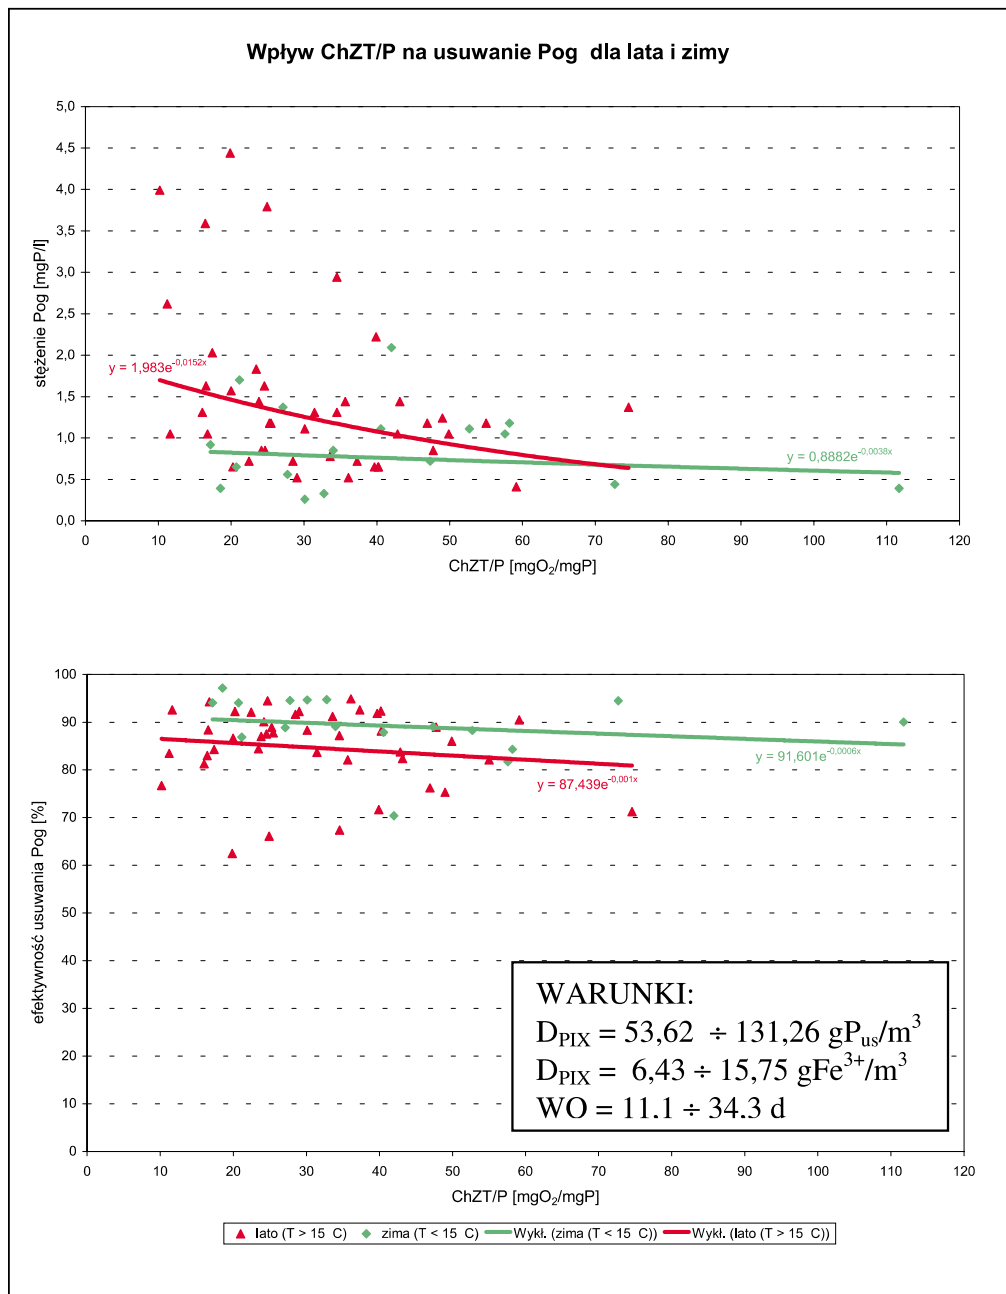 Wpływ ChZT/P na usuwanie Pog dla lata i zimy
5,0
4,5
4,0
3,5
3,0
2,5
2,0
1,5
1,0
0,5
0,0
stężenie Pog [mgP/l]
y = 1,983e^-0,0152x
y = 0,8882e^-0,0038x
0 10 20 30 40 50 60 70 80 90 100 110 120
ChZT/P [mgO₂/mgP]
100
90
80
70
60
50
40
30
20
10
0
efektywność usuwania Pog [%]
y = 91,601e^-0,0006x
y = 87,439e^-0,001x
WARUNKI:
D_PIX = 53,62 ÷ 131,26 gP_us/m³
D_PIX = 6,43 ÷ 15,75 gFe³⁺/m³
WO = 11,1 ÷ 34,3 d
0 10 20 30 40 50 60 70 80 90 100 110 120
ChZT/P [mgO₂/mgP]
lato (T > 15 C) zima (T < 15 C) Wykł. (zima (T < 15 C)) Wykł. (lato (T > 15 C))